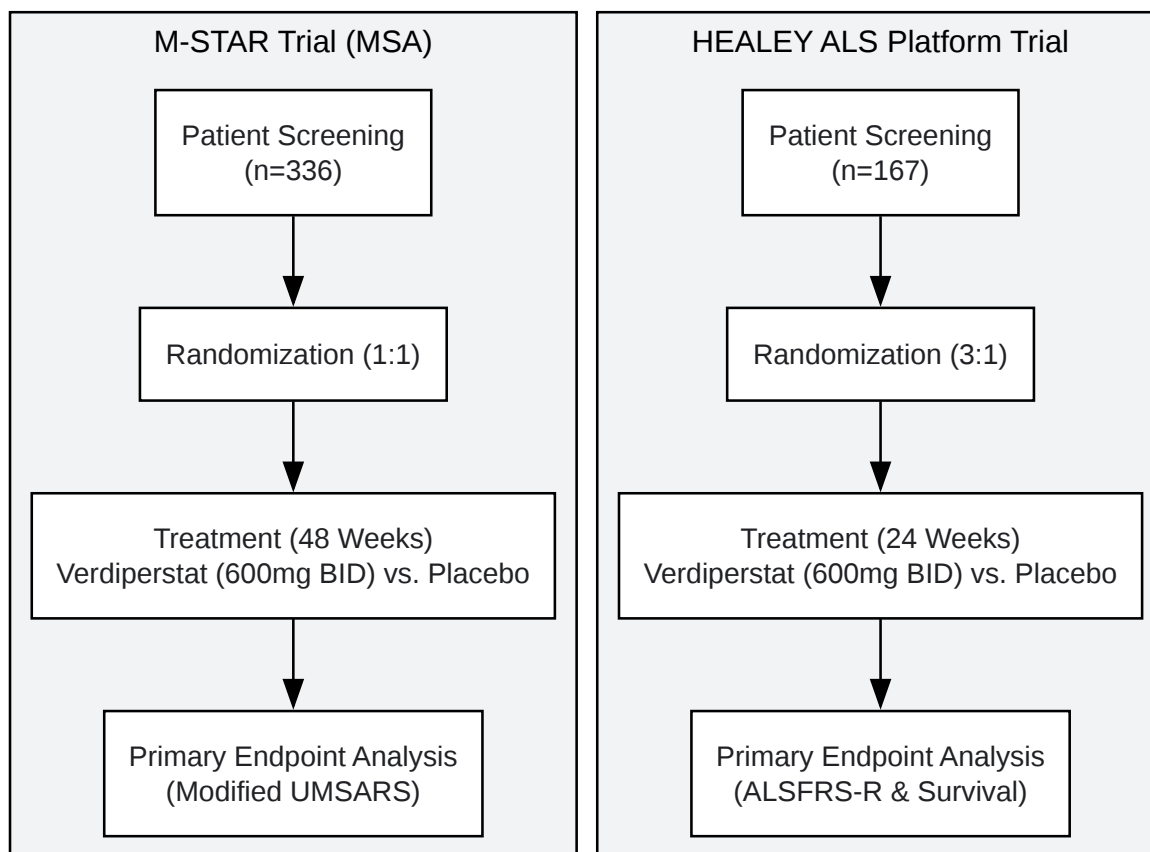 M-STAR Trial (MSA)
Patient Screening
(n=336)
Randomization (1:1)
Treatment (48 Weeks)
Verdiperstat (600mg BID) vs. Placebo
Primary Endpoint Analysis
(Modified UMSARS)
HEALEY ALS Platform Trial
Patient Screening
(n=167)
Randomization (3:1)
Treatment (24 Weeks)
Verdiperstat (600mg BID) vs. Placebo
Primary Endpoint Analysis
(ALSFRS-R & Survival)